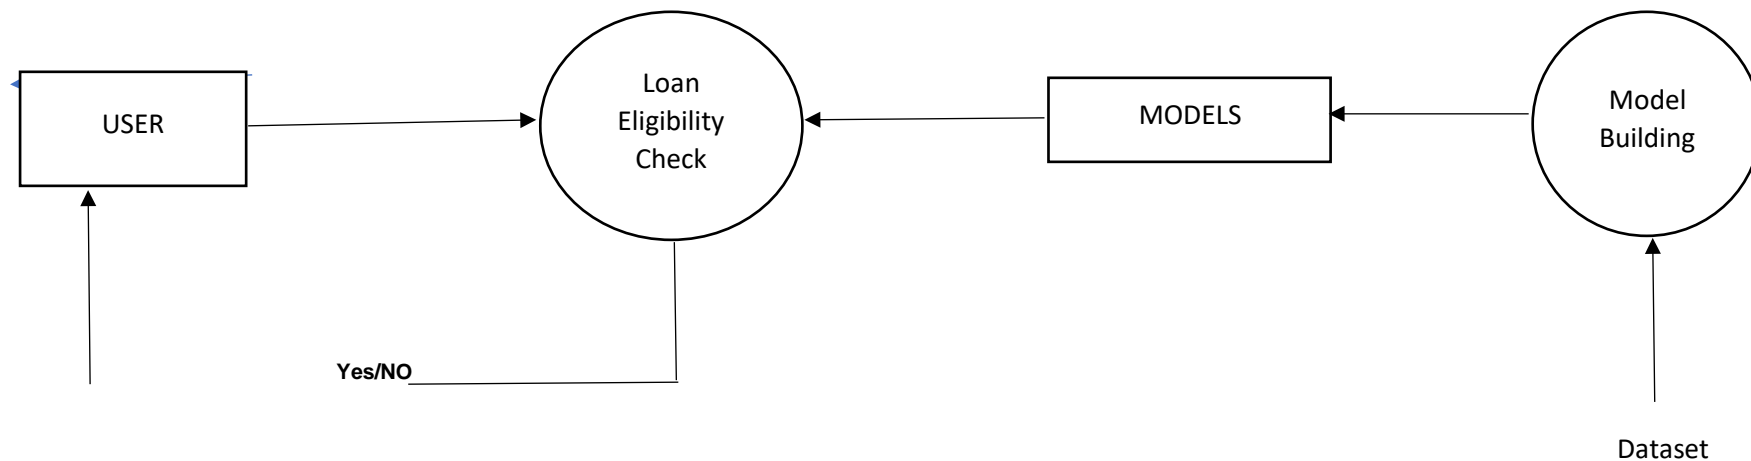 USER
Loan
Eligibility
Check
MODELS
Model
Building
Yes/NO
Dataset